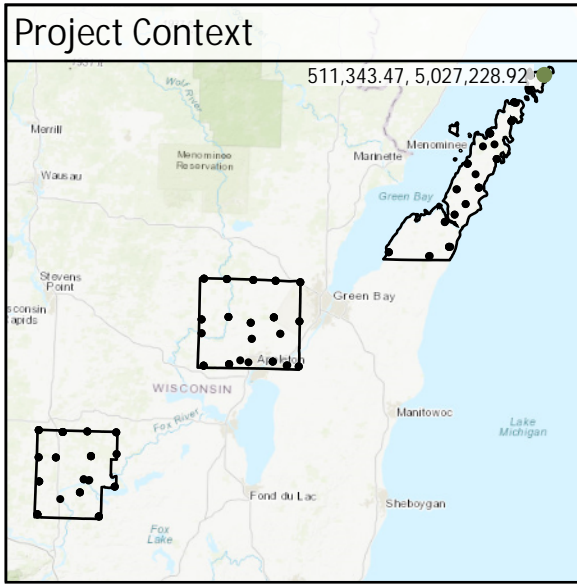 Project Context
511,343.47, 5,027,228.92
Wolf
River
Merrill
Menominee
Marinette
Menominee
Reservation
Wausau
Green Bay
Stevens
Point
Green Bay
Appleton
WISCONSIN
Fox River
Manitowoc
Lake
Michigan
Fond du Lac
Sheboygan
Fox
Lake